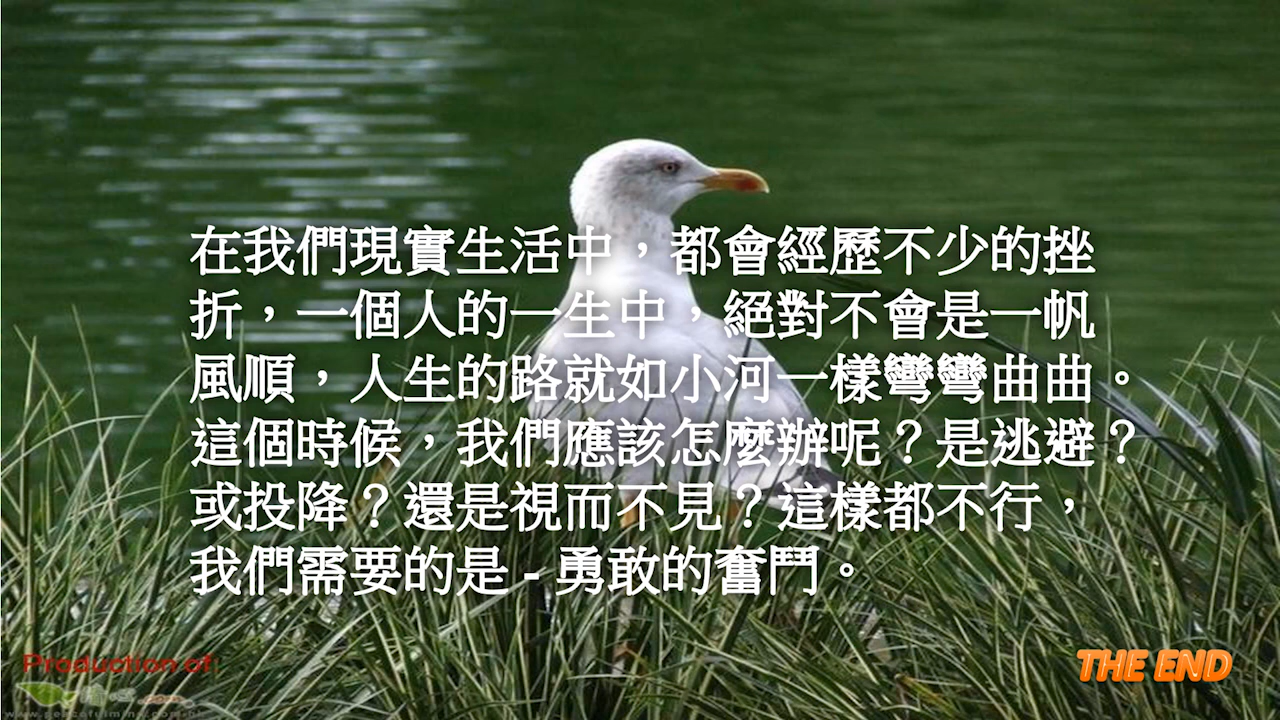 在我們現實生活中，都會經歷不少的挫
折，一個人的一生中，絕對不會是一帆
風順，人生的路就如小河一樣彎彎曲曲。
這個時候，我們應該怎麼辦呢？是逃避？
或投降？還是視而不見？這樣都不行，
我們需要的是 - 勇敢的奮鬥。
Production of
THE END